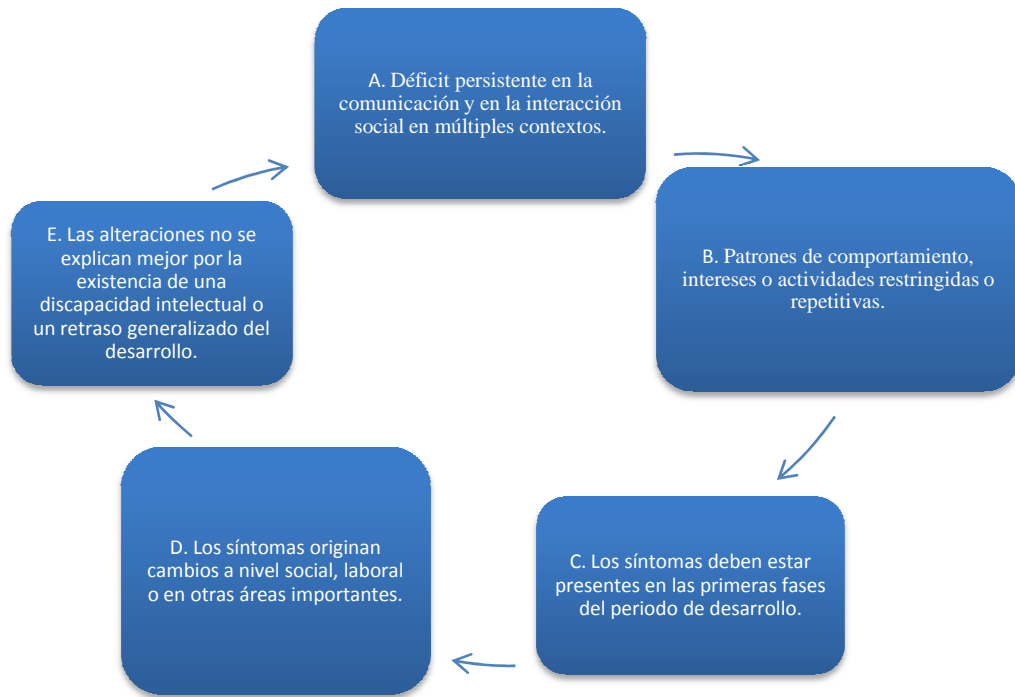 A. Déficit persistente en la
comunicación y en la interacción
social en múltiples contextos.
B. Patrones de comportamiento,
intereses o actividades restringidas o
repetitivas.
C. Los síntomas deben estar
presentes en las primeras fases
del periodo de desarrollo.
D. Los síntomas originan
cambios a nivel social, laboral
o en otras áreas importantes.
E. Las alteraciones no se
explican mejor por la
existencia de una
discapacidad intelectual o
un retraso generalizado del
desarrollo.